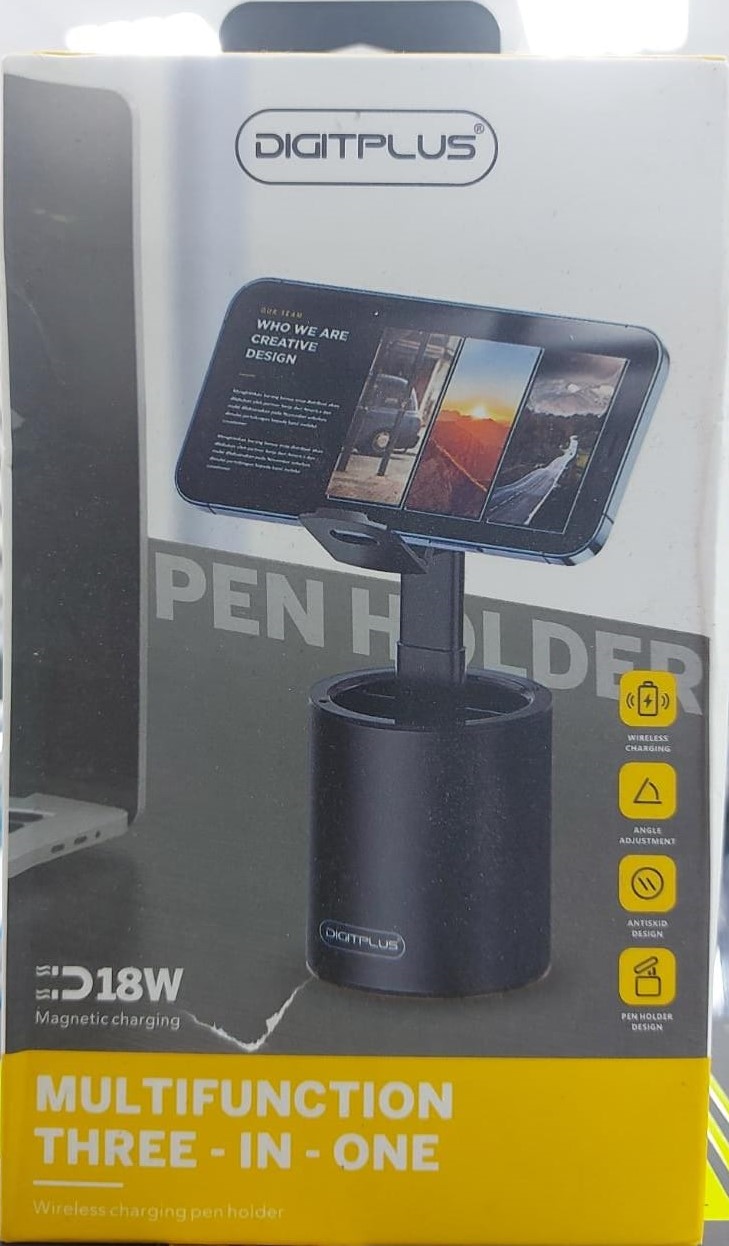 DIGITPLUS®
OUR TEAM
WHO WE ARE
CREATIVE
DESIGN
PEN HOLDER
WIRELESS
CHARGING
ANGLE
ADJUSTMENT
ANTISKID
DESIGN
PEN HOLDER
DESIGN
DIGITPLUS
18W
Magnetic charging
MULTIFUNCTION
THREE - IN - ONE
Wireless charging pen holder